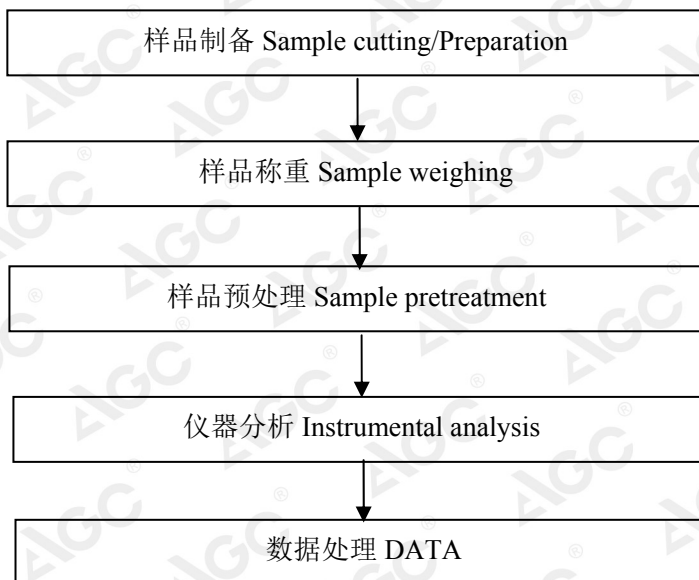 样品制备 Sample cutting/Preparation
样品称重 Sample weighing
样品预处理 Sample pretreatment
仪器分析 Instrumental analysis
数据处理 DATA